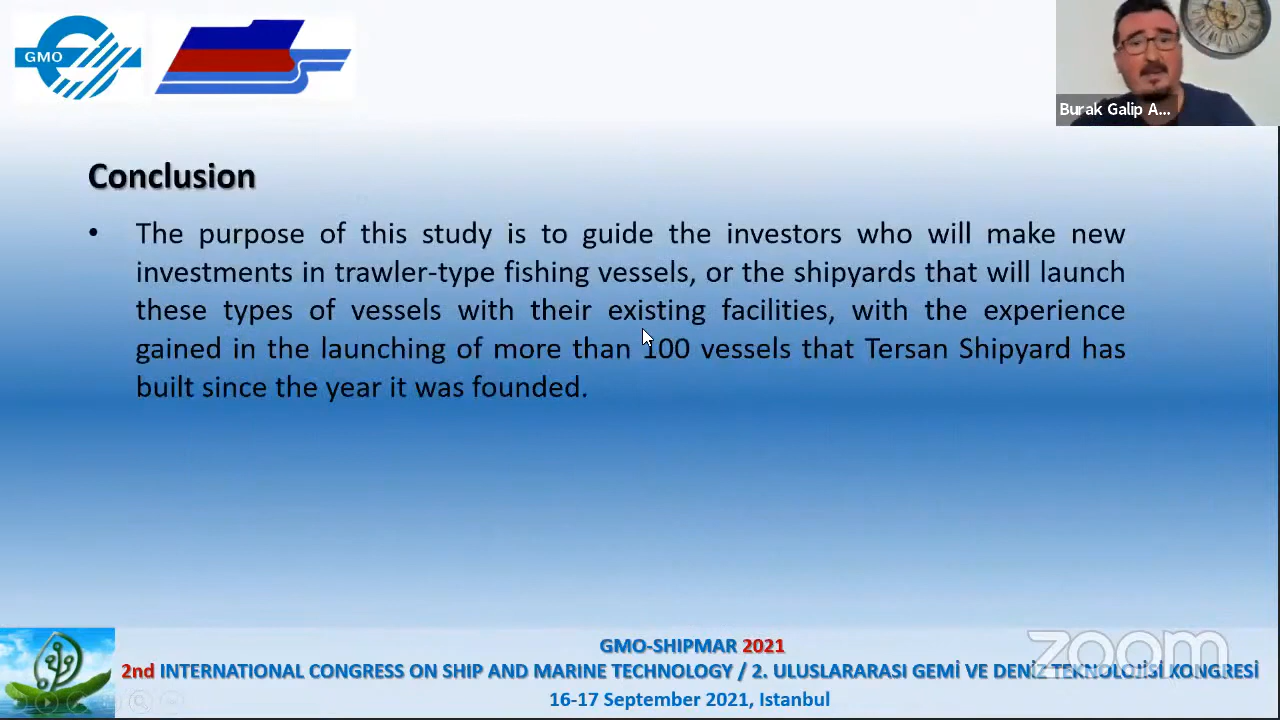 GMO
Burak Galip A...
Conclusion
• The purpose of this study is to guide the investors who will make new
investments in trawler-type fishing vessels, or the shipyards that will launch
these types of vessels with their existing facilities, with the experience
gained in the launching of more than 100 vessels that Tersan Shipyard has
built since the year it was founded.
GMO-SHIPMAR 2021
zoom
2nd INTERNATIONAL CONGRESS ON SHIP AND MARINE TECHNOLOGY / 2. ULUSLARARASI GEMİ VE DENİZ TEKNOLOJİSİ KONGRESİ
16-17 September 2021, Istanbul